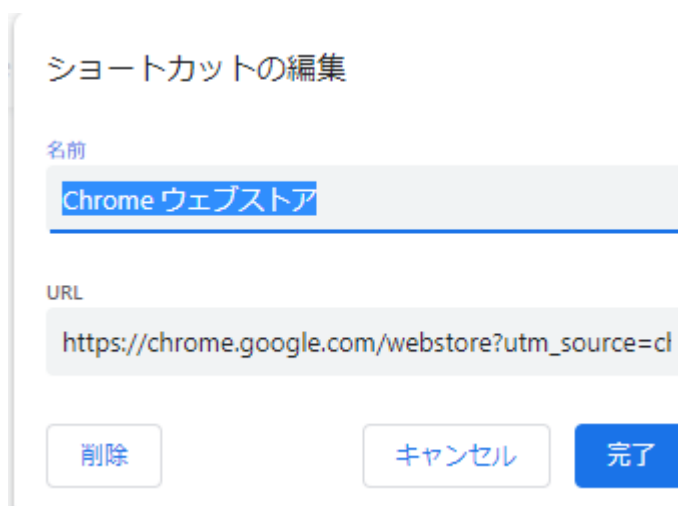 ショートカットの編集
名前
Chrome ウェブストア
URL
https://chrome.google.com/webstore?utm_source=cl
削除 キャンセル 完了